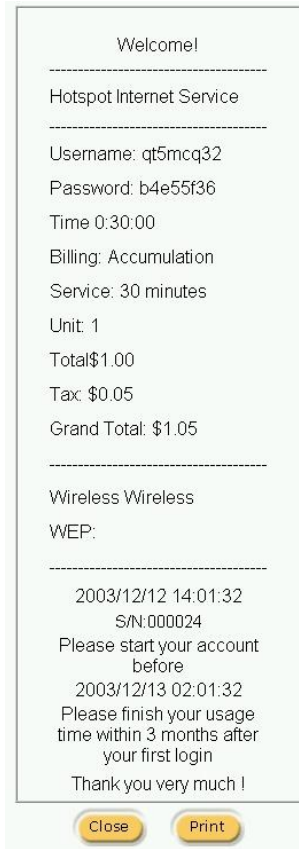 Welcome!
---------------------------------------
Hotspot Internet Service
---------------------------------------
Username: qt5mcq32
Password: b4e55f36
Time 0:30:00
Billing: Accumulation
Service: 30 minutes
Unit: 1
Total$1.00
Tax: $0.05
Grand Total: $1.05
---------------------------------------
Wireless Wireless
WEP:
---------------------------------------
2003/12/12 14:01:32
S/N:000024
Please start your account
before
2003/12/13 02:01:32
Please finish your usage
time within 3 months after
your first login
Thank you very much !
Close Print